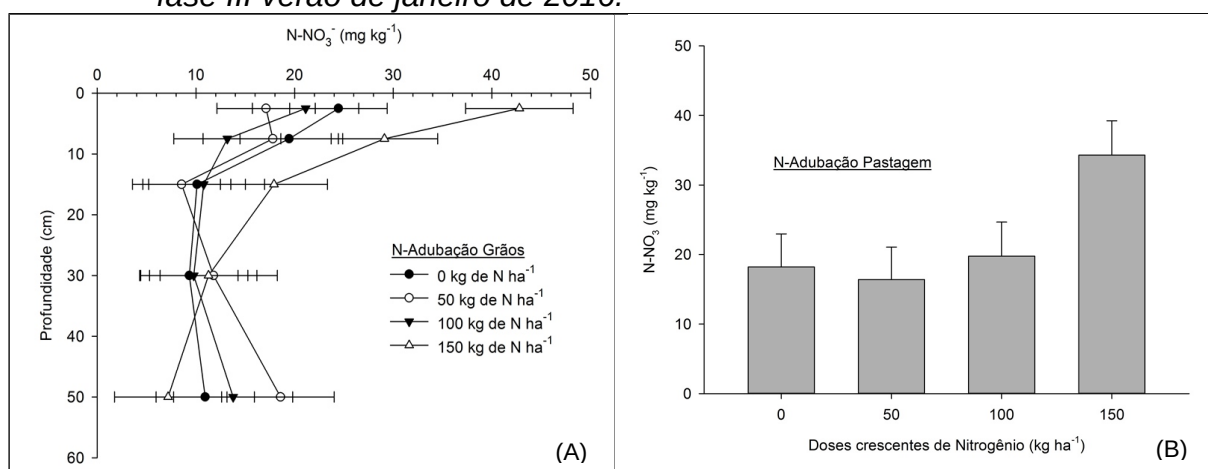 fase III verão de janeiro de 2016.
N-NO3- (mg kg-1)
0 10 20 30 40 50
0
10
20
30
40
50
60
Profundidade (cm)
N-Adubação Grãos
0 kg de N ha-1
50 kg de N ha-1
100 kg de N ha-1
150 kg de N ha-1
(A)
50
40
30
20
10
0
N-NO3 (mg kg-1)
N-Adubação Pastagem
0 50 100 150
Doses crescentes de Nitrogênio (kg ha-1)
(B)